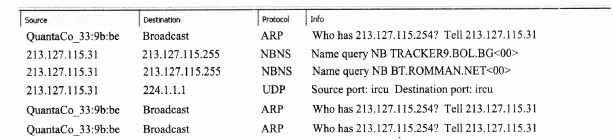 Source Destination Protocol Info
QuantaCo_33:9b:be Broadcast ARP Who has 213.127.115.254? Tell 213.127.115.31
213.127.115.31 213.127.115.255 NBNS Name query NB TRACKER9.BOL.BG<00>
213.127.115.31 213.127.115.255 NBNS Name query NB BT.ROMMAN.NET<00>
213.127.115.31 224.1.1.1 UDP Source port: ircu Destination port: ircu
QuantaCo_33:9b:be Broadcast ARP Who has 213.127.115.254? Tell 213.127.115.31
QuantaCo_33:9b:be Broadcast ARP Who has 213.127.115.254? Tell 213.127.115.31